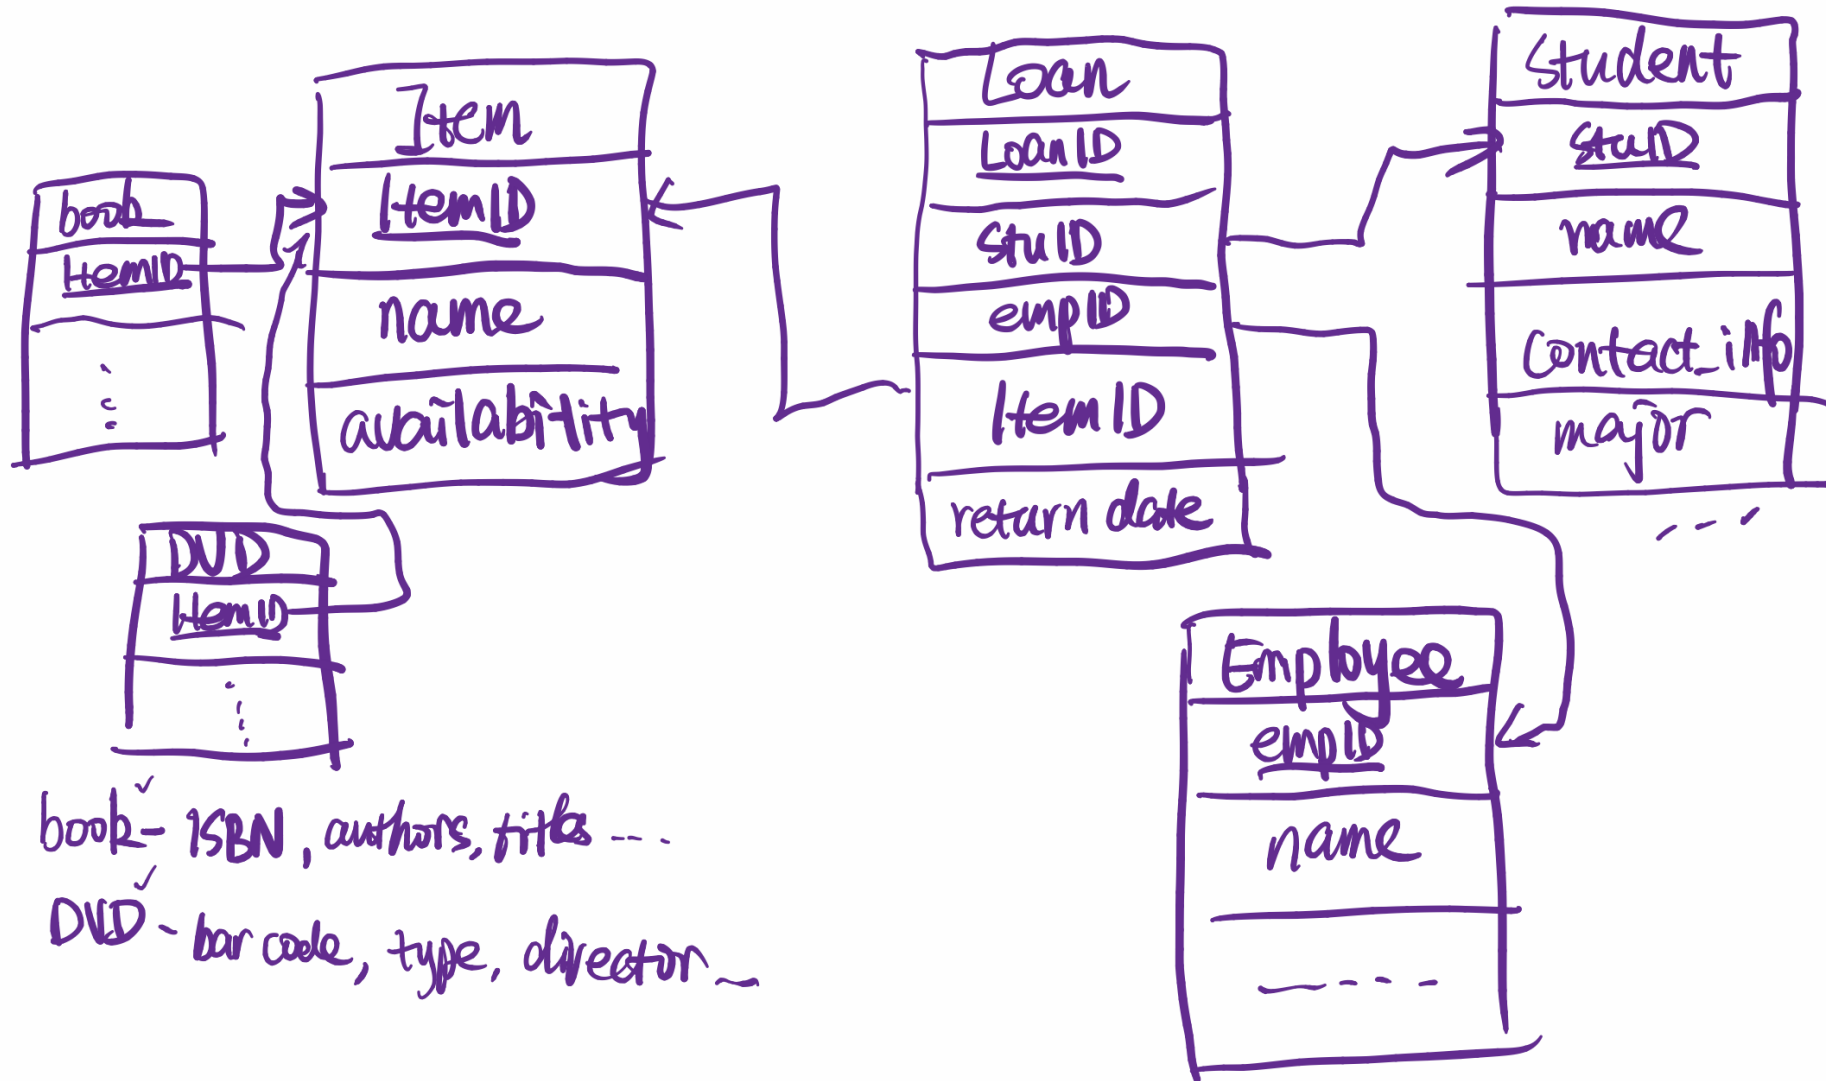 Item
ItemID
name
availability
book
ItemID
DVD
ItemID
Loan
LoanID
stuID
empID
ItemID
return date
student
stuID
name
contact_info
major
Employee
empID
name
book - ISBN, authors, titles ....
DVD - bar code, type, director